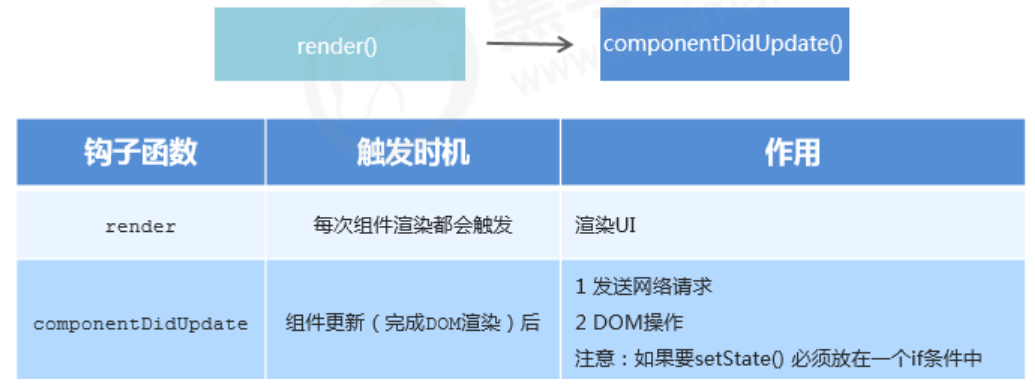 render()
componentDidUpdate()
钩子函数
触发时机
作用
render
每次组件渲染都会触发
渲染UI
componentDidUpdate
组件更新（完成DOM渲染）后
1 发送网络请求
2 DOM操作
注意：如果要setState() 必须放在一个if条件中